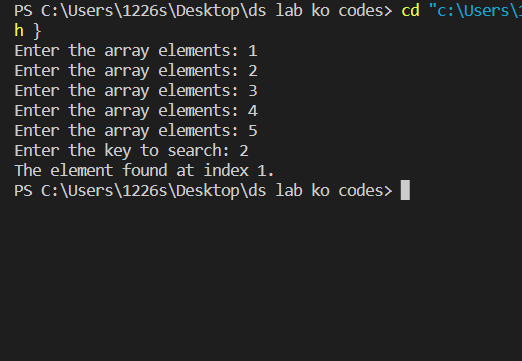 PS C:\Users\1226s\Desktop\ds lab ko codes> cd "c:\Users\1
h }
Enter the array elements: 1
Enter the array elements: 2
Enter the array elements: 3
Enter the array elements: 4
Enter the array elements: 5
Enter the key to search: 2
The element found at index 1.
PS C:\Users\1226s\Desktop\ds lab ko codes>